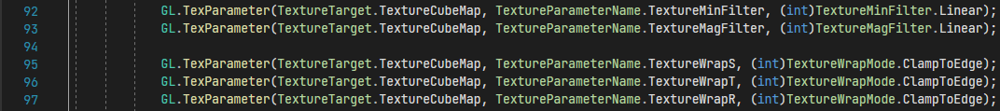 92 GL.TexParameter(TextureTarget.TextureCubeMap, TextureParameterName.TextureMinFilter, (int)TextureMinFilter.Linear);
93 GL.TexParameter(TextureTarget.TextureCubeMap, TextureParameterName.TextureMagFilter, (int)TextureMagFilter.Linear);
94
95 GL.TexParameter(TextureTarget.TextureCubeMap, TextureParameterName.TextureWrapS, (int)TextureWrapMode.ClampToEdge);
96 GL.TexParameter(TextureTarget.TextureCubeMap, TextureParameterName.TextureWrapT, (int)TextureWrapMode.ClampToEdge);
97 GL.TexParameter(TextureTarget.TextureCubeMap, TextureParameterName.TextureWrapR, (int)TextureWrapMode.ClampToEdge);